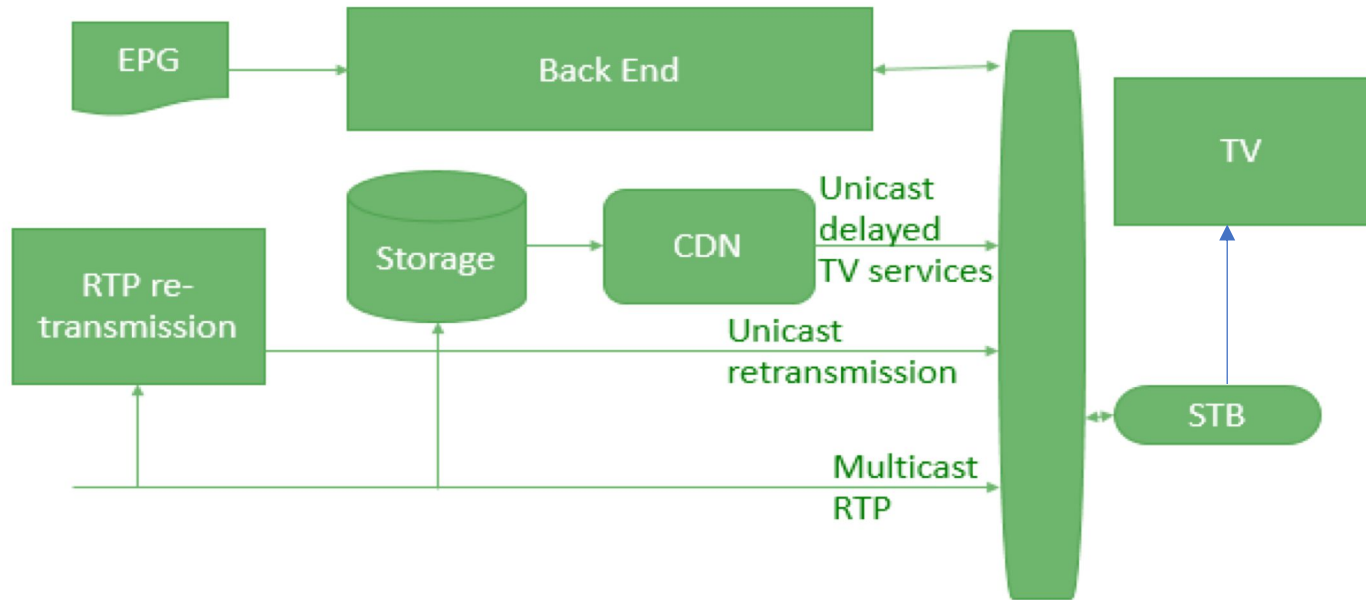 EPG
Back End
TV
Unicast
delayed
TV services
Storage
CDN
RTP re-
transmission
Unicast
retransmission
STB
Multicast
RTP